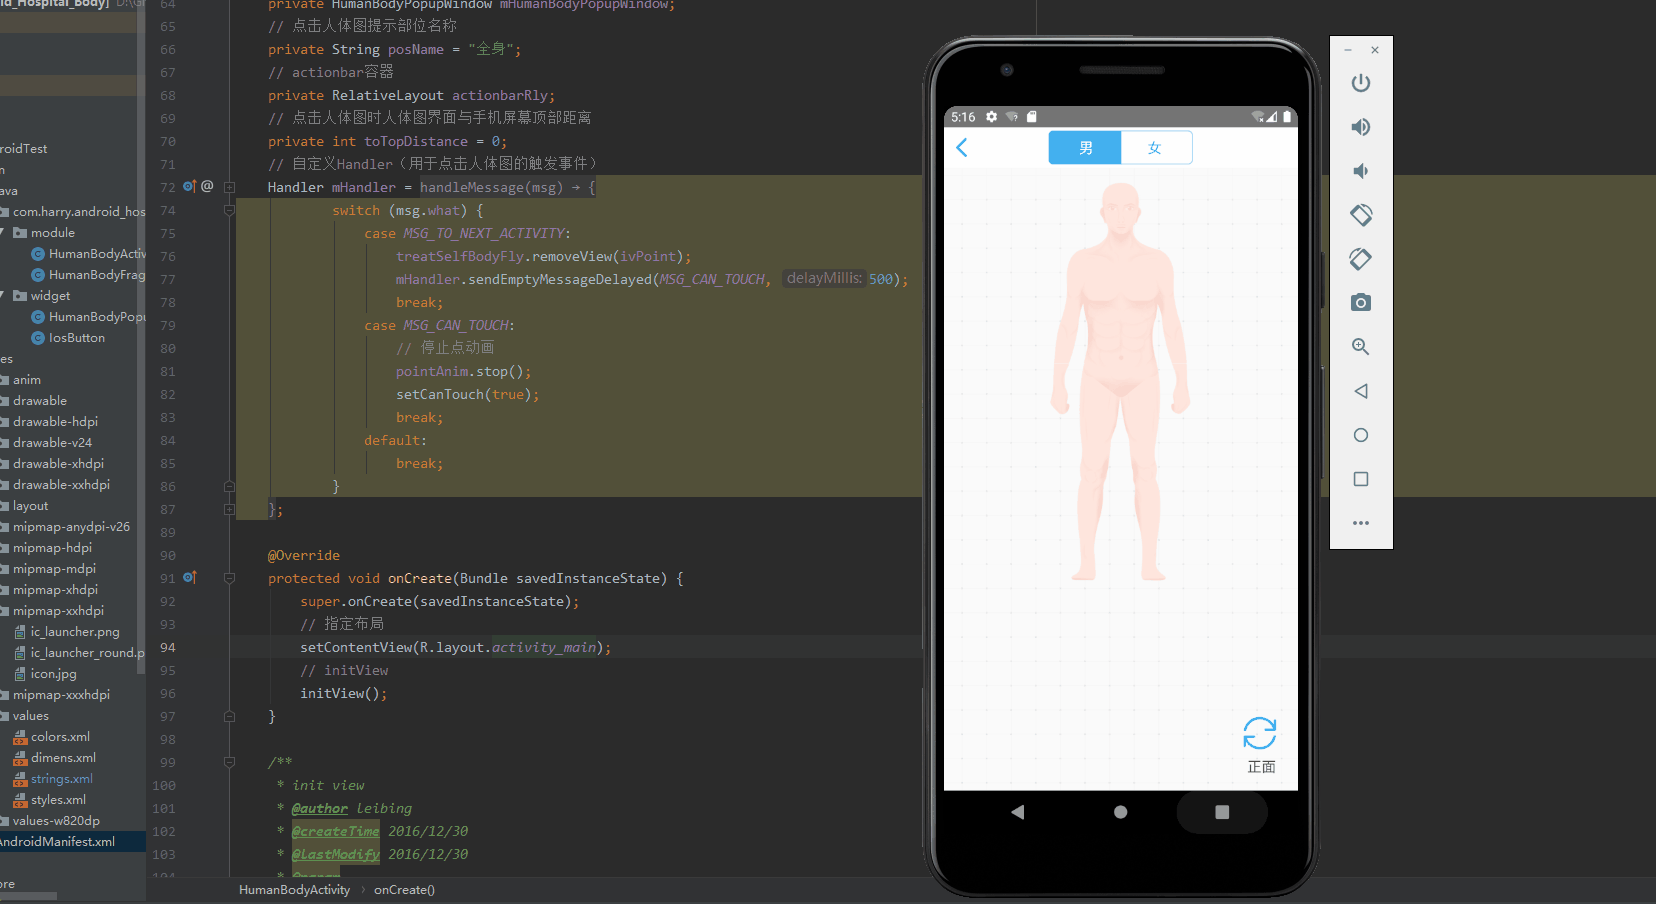 id_Hospital_body]
roidTest
ava
com.harry.android_hos
module
HumanBodyActiv
HumanBodyFrag
widget
HumanBodyPopu
IosButton
es
anim
drawable
drawable-hdpi
drawable-v24
drawable-xhdpi
drawable-xxhdpi
layout
mipmap-anydpi-v26
mipmap-hdpi
mipmap-mdpi
mipmap-xhdpi
mipmap-xxhdpi
ic_launcher.png
ic_launcher_round.p
icon.jpg
mipmap-xxxhdpi
values
colors.xml
dimens.xml
strings.xml
styles.xml
values-w820dp
AndroidManifest.xml
ore
64 private HumanBodyPopupWindow mHumanBodyPopupWindow;
65 // 点击人体图提示部位名称
66 private String posName = "全身";
67 // actionbar容器
68 private RelativeLayout actionbarRly;
69 // 点击人体图时人体图界面与手机屏幕顶部距离
70 private int toTopDistance = 0;
71 // 自定义Handler（用于点击人体图的触发事件）
72 @ Handler mHandler = handleMessage(msg) → {
74 switch (msg.what) {
75 case MSG_TO_NEXT_ACTIVITY:
76 treatSelfBodyFly.removeView(ivPoint);
77 mHandler.sendEmptyMessageDelayed(MSG_CAN_TOUCH, delayMillis: 500);
78 break;
79 case MSG_CAN_TOUCH:
80 // 停止点动画
81 pointAnim.stop();
82 setCanTouch(true);
83 break;
84 default:
85 break;
86 }
87 };
89
90 @Override
91 protected void onCreate(Bundle savedInstanceState) {
92 super.onCreate(savedInstanceState);
93 // 指定布局
94 setContentView(R.layout.activity_main);
95 // initView
96 initView();
97 }
98
99 /**
100 * init view
101 * @author leibing
102 * @createTime 2016/12/30
103 * @lastModify 2016/12/30
HumanBodyActivity › onCreate()
5:16
男 女
正面